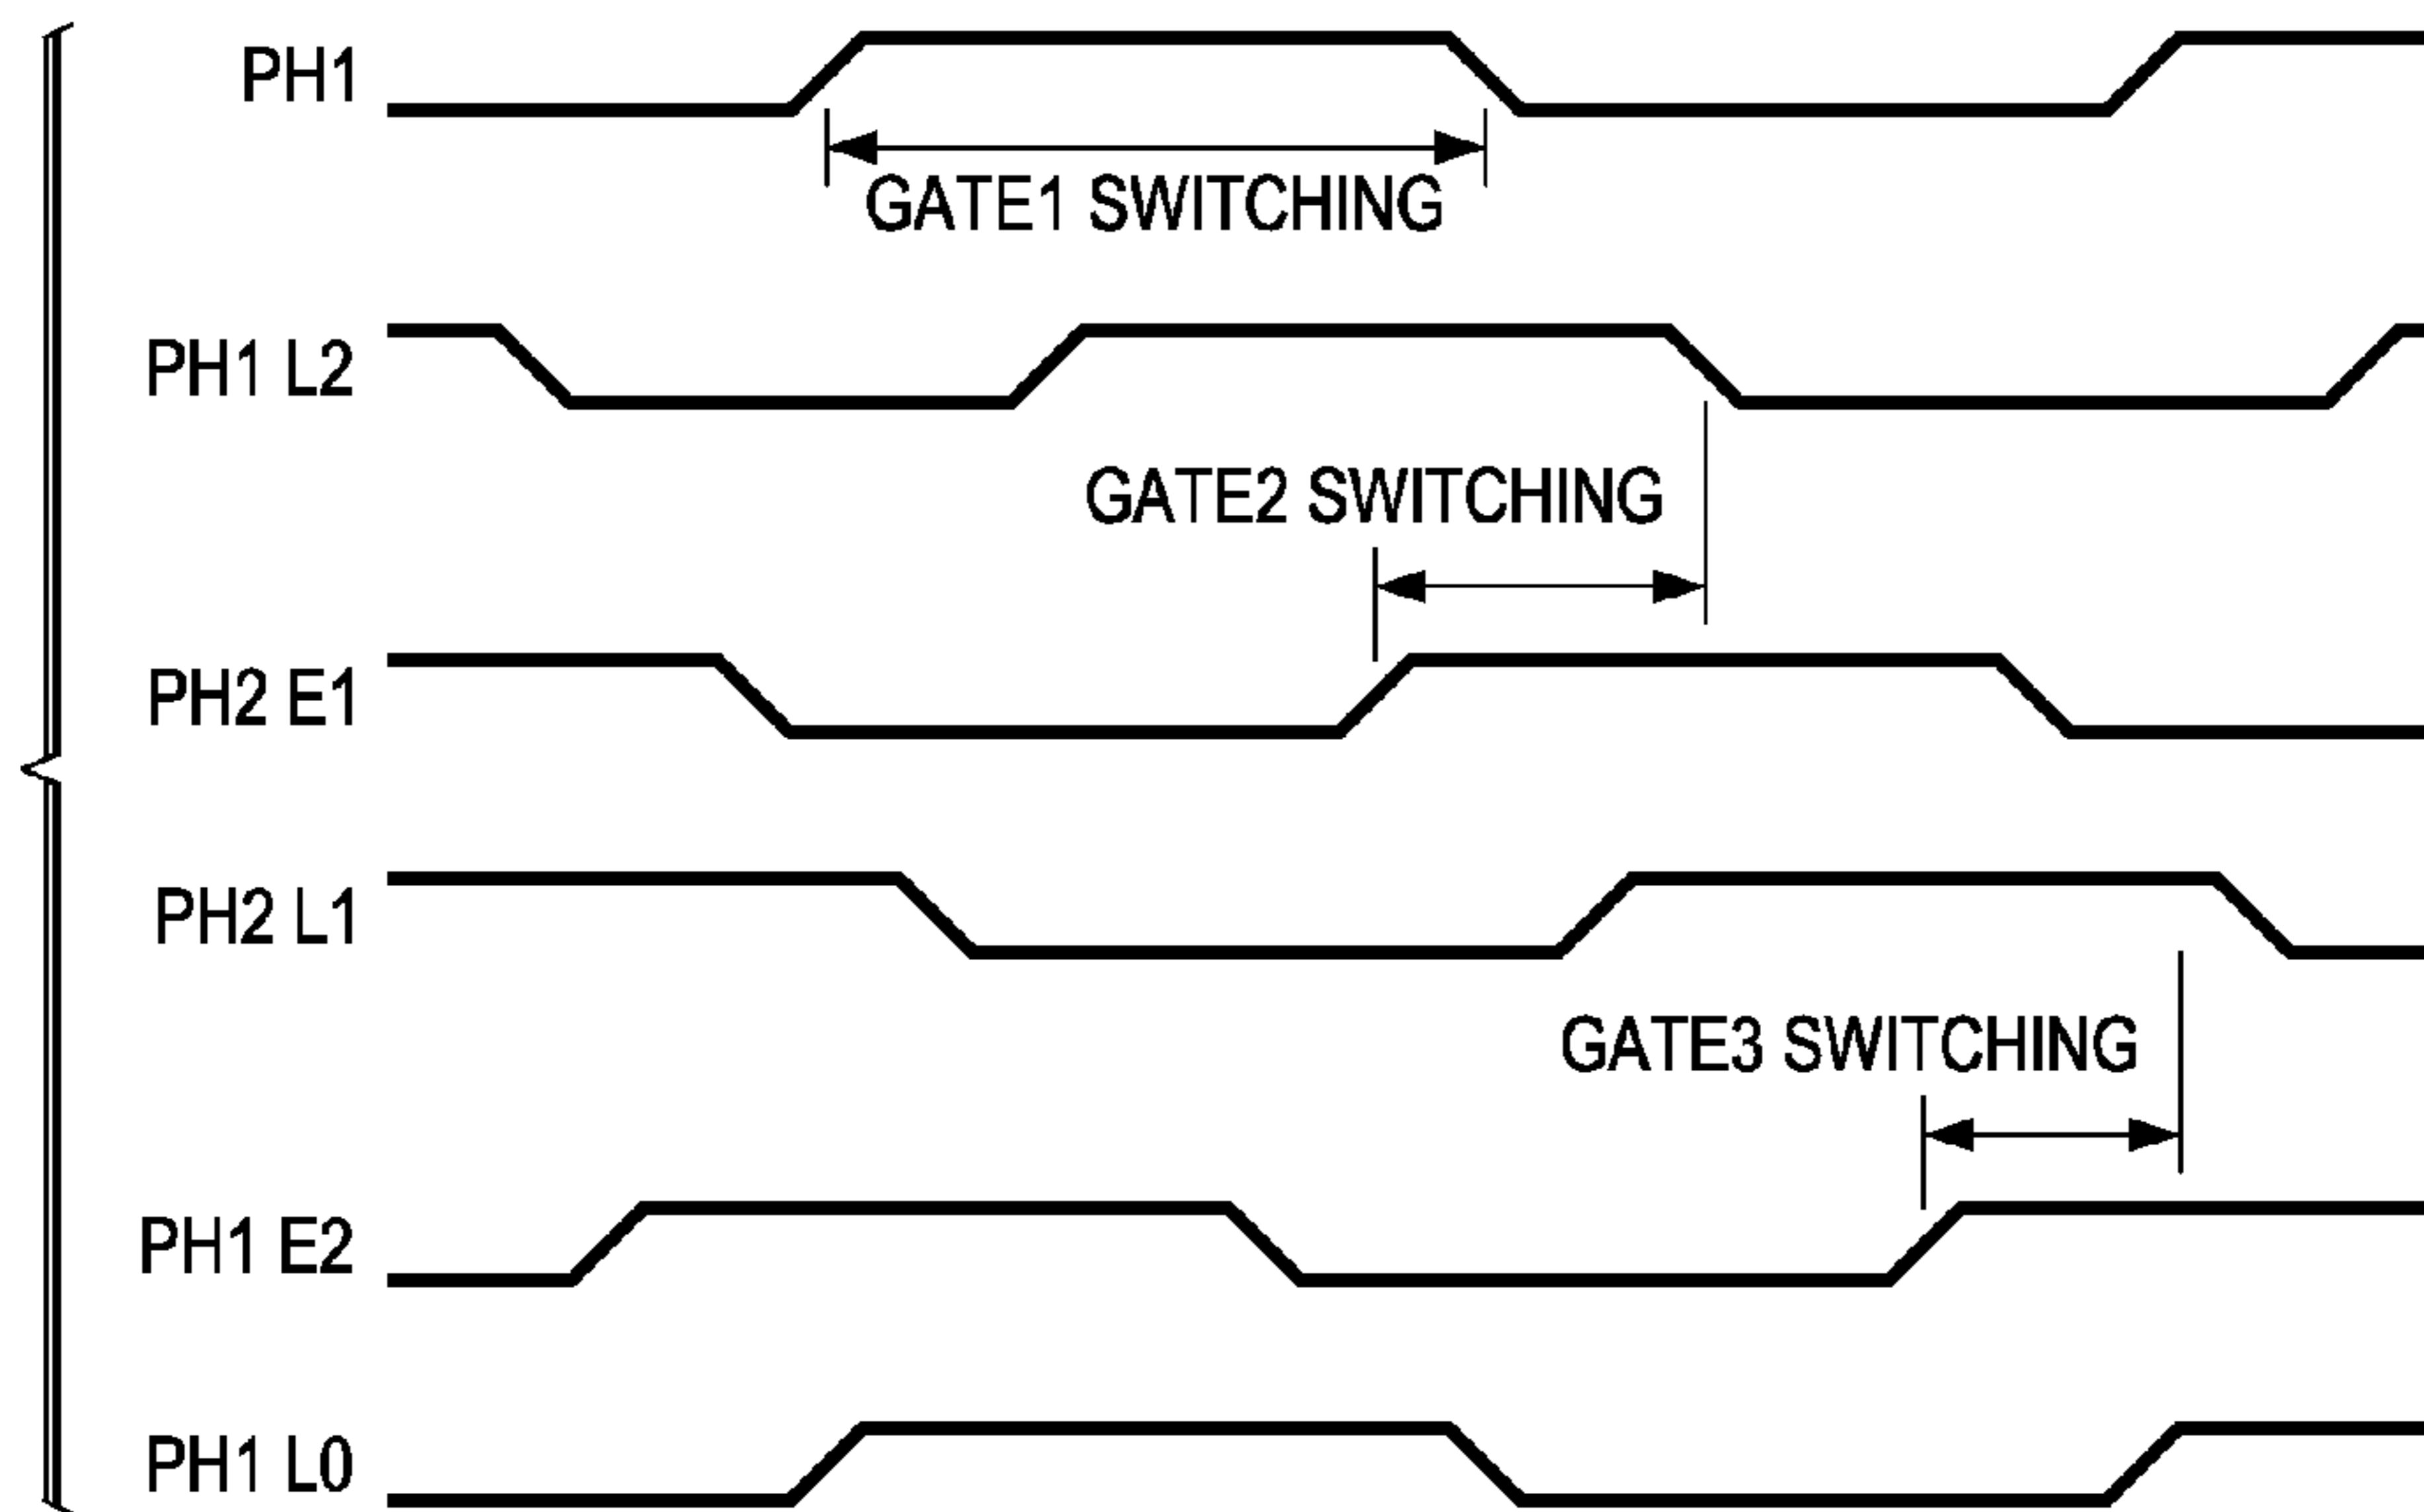 PH1
GATE1 SWITCHING
PH1 L2
GATE2 SWITCHING
PH2 E1
PH2 L1
GATE3 SWITCHING
PH1 E2
PH1 L0